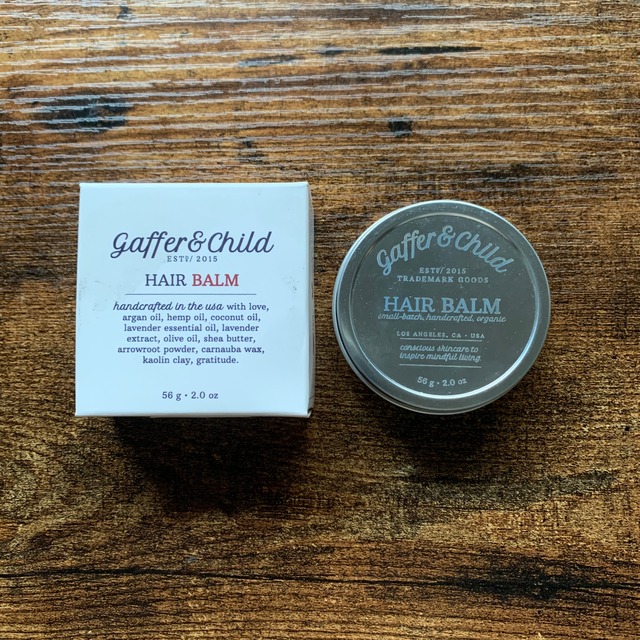 Gaffer&Child
ESTD/ 2015
HAIR BALM
handcrafted in the usa with love,
argan oil, hemp oil, coconut oil,
lavender essential oil, lavender
extract, olive oil, shea butter,
arrowroot powder, carnauba wax,
kaolin clay, gratitude.
56 g • 2.0 oz
Gaffer&Child
ESTD/ 2015
TRADEMARK GOODS
HAIR BALM
small-batch, handcrafted, organic
LOS ANGELES, CA • USA
conscious skincare to
inspire mindful living
56 g • 2.0 oz